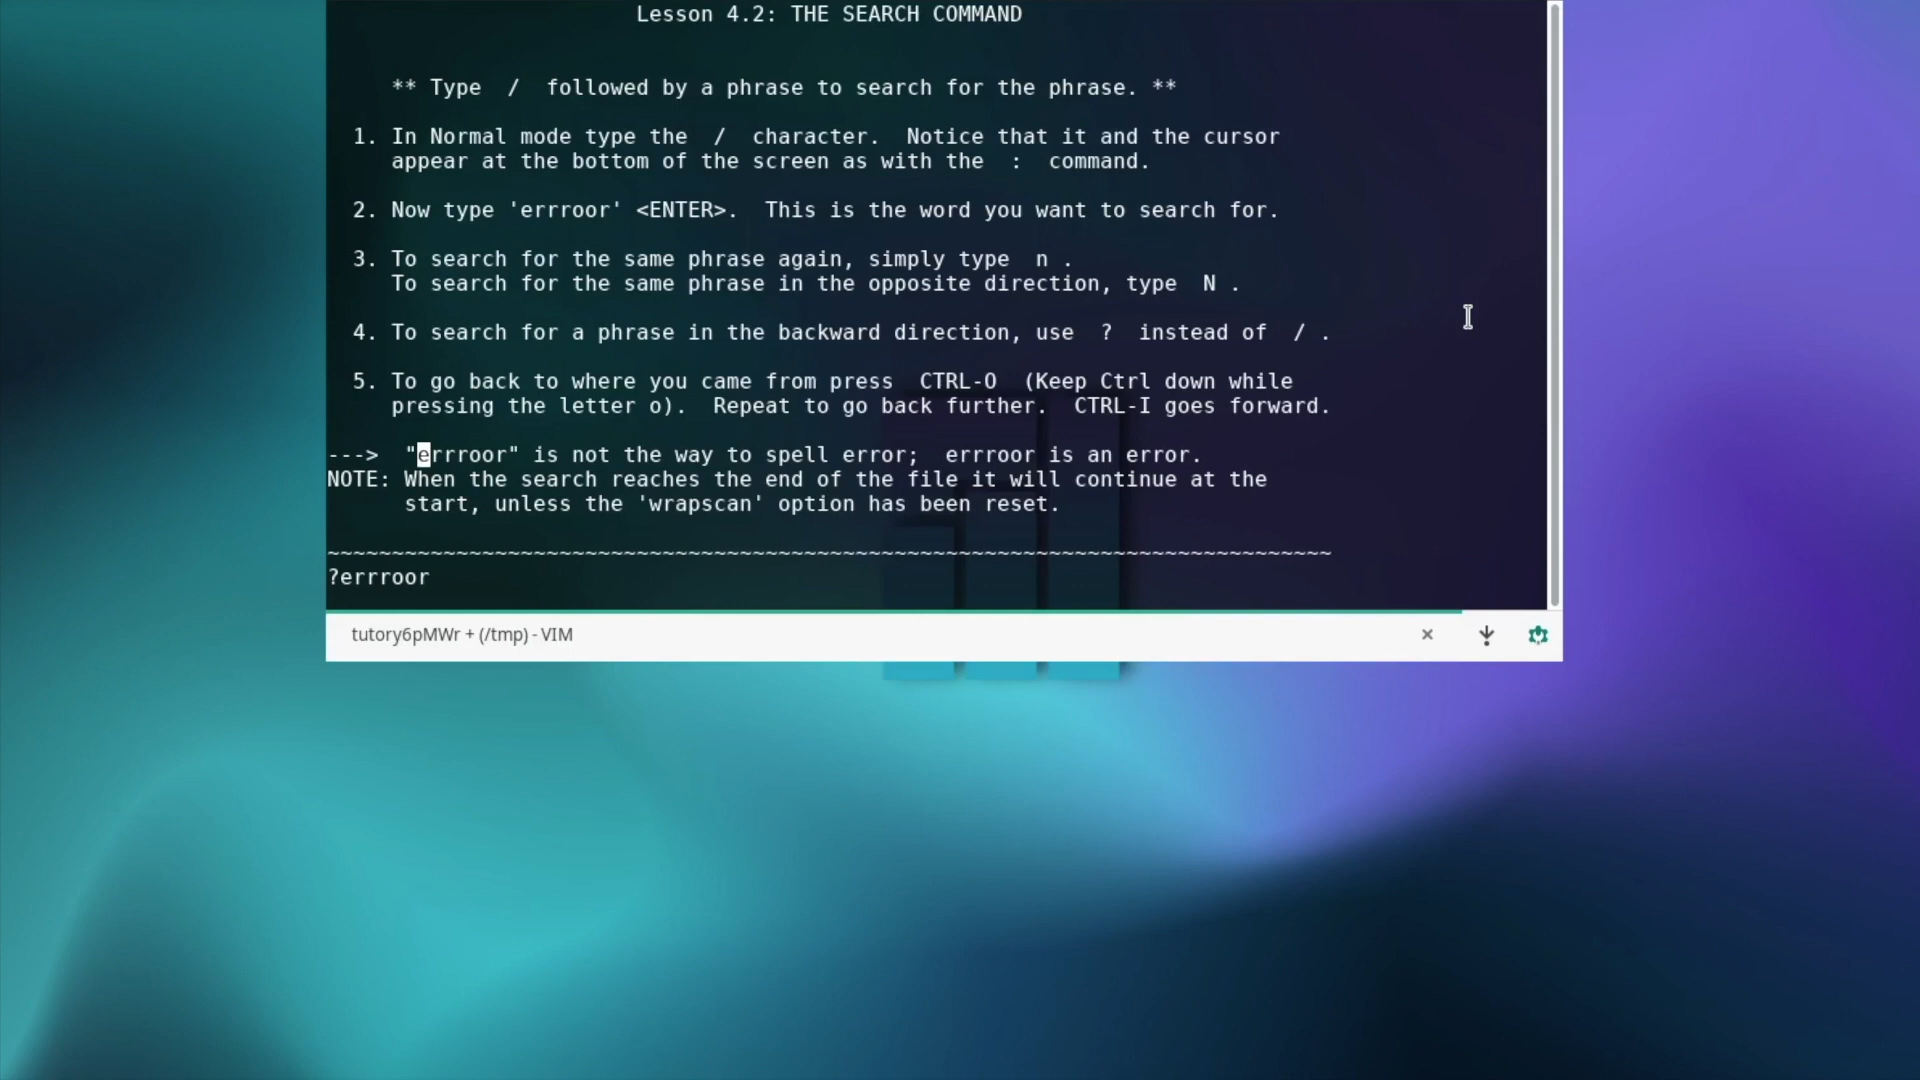 Lesson 4.2: THE SEARCH COMMAND
** Type  /  followed by a phrase to search for the phrase. **
1. In Normal mode type the  /  character.  Notice that it and the cursor
appear at the bottom of the screen as with the  :  command.
2. Now type 'errroor' <ENTER>.  This is the word you want to search for.
3. To search for the same phrase again, simply type  n .
To search for the same phrase in the opposite direction, type  N .
4. To search for a phrase in the backward direction, use  ?  instead of  / .
5. To go back to where you came from press  CTRL-O  (Keep Ctrl down while
pressing the letter o).  Repeat to go back further.  CTRL-I goes forward.
--->  "errroor" is not the way to spell error;  errroor is an error.
NOTE: When the search reaches the end of the file it will continue at the
start, unless the 'wrapscan' option has been reset.
~~~~~~~~~~~~~~~~~~~~~~~~~~~~~~~~~~~~~~~~~~~~~~~~~~~~~~~~~~~~~~~~~~~~~~~~~~~~~~
?errroor
tutory6pMWr + (/tmp) - VIM